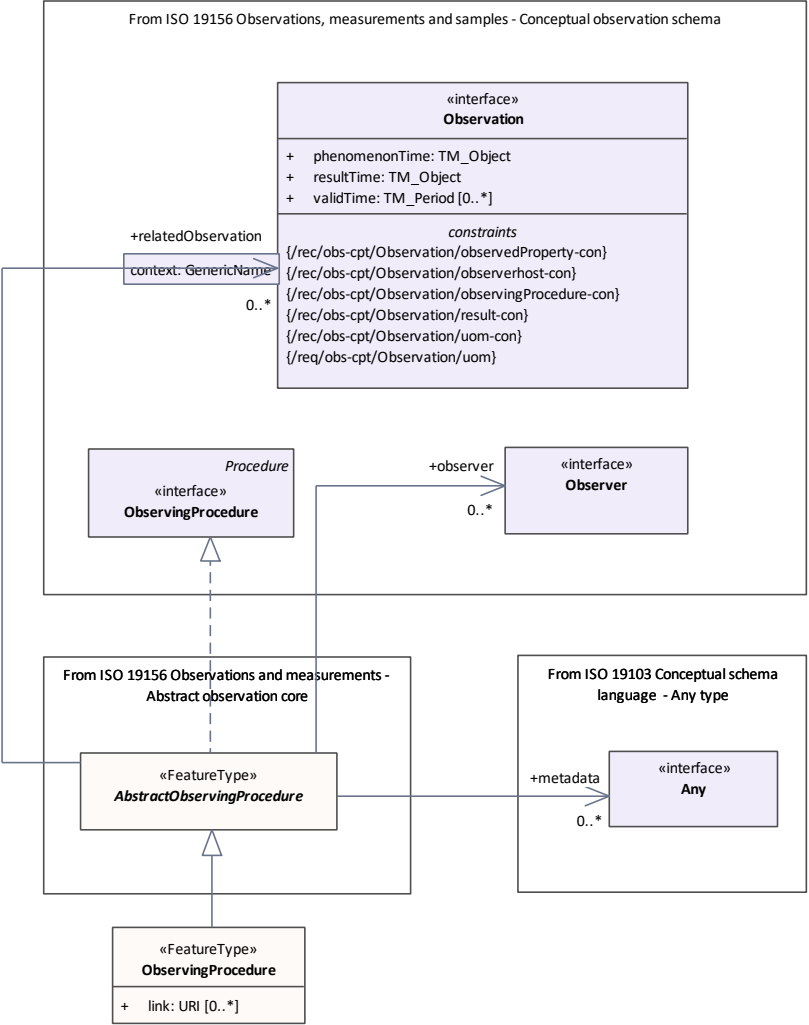 From ISO 19156 Observations, measurements and samples - Conceptual observation schema
«interface»
Observation
+ phenomenonTime: TM_Object
+ resultTime: TM_Object
+ validTime: TM_Period [0..*]
constraints
{/rec/obs-cpt/Observation/observedProperty-con}
{/rec/obs-cpt/Observation/observerhost-con}
{/rec/obs-cpt/Observation/observingProcedure-con}
{/rec/obs-cpt/Observation/result-con}
{/rec/obs-cpt/Observation/uom-con}
{/req/obs-cpt/Observation/uom}
+relatedObservation
context: GenericName
0..*
Procedure
«interface»
ObservingProcedure
+observer
0..*
«interface»
Observer
From ISO 19156 Observations and measurements -
Abstract observation core
«FeatureType»
AbstractObservingProcedure
From ISO 19103 Conceptual schema
language - Any type
+metadata
0..*
«interface»
Any
«FeatureType»
ObservingProcedure
+ link: URI [0..*]